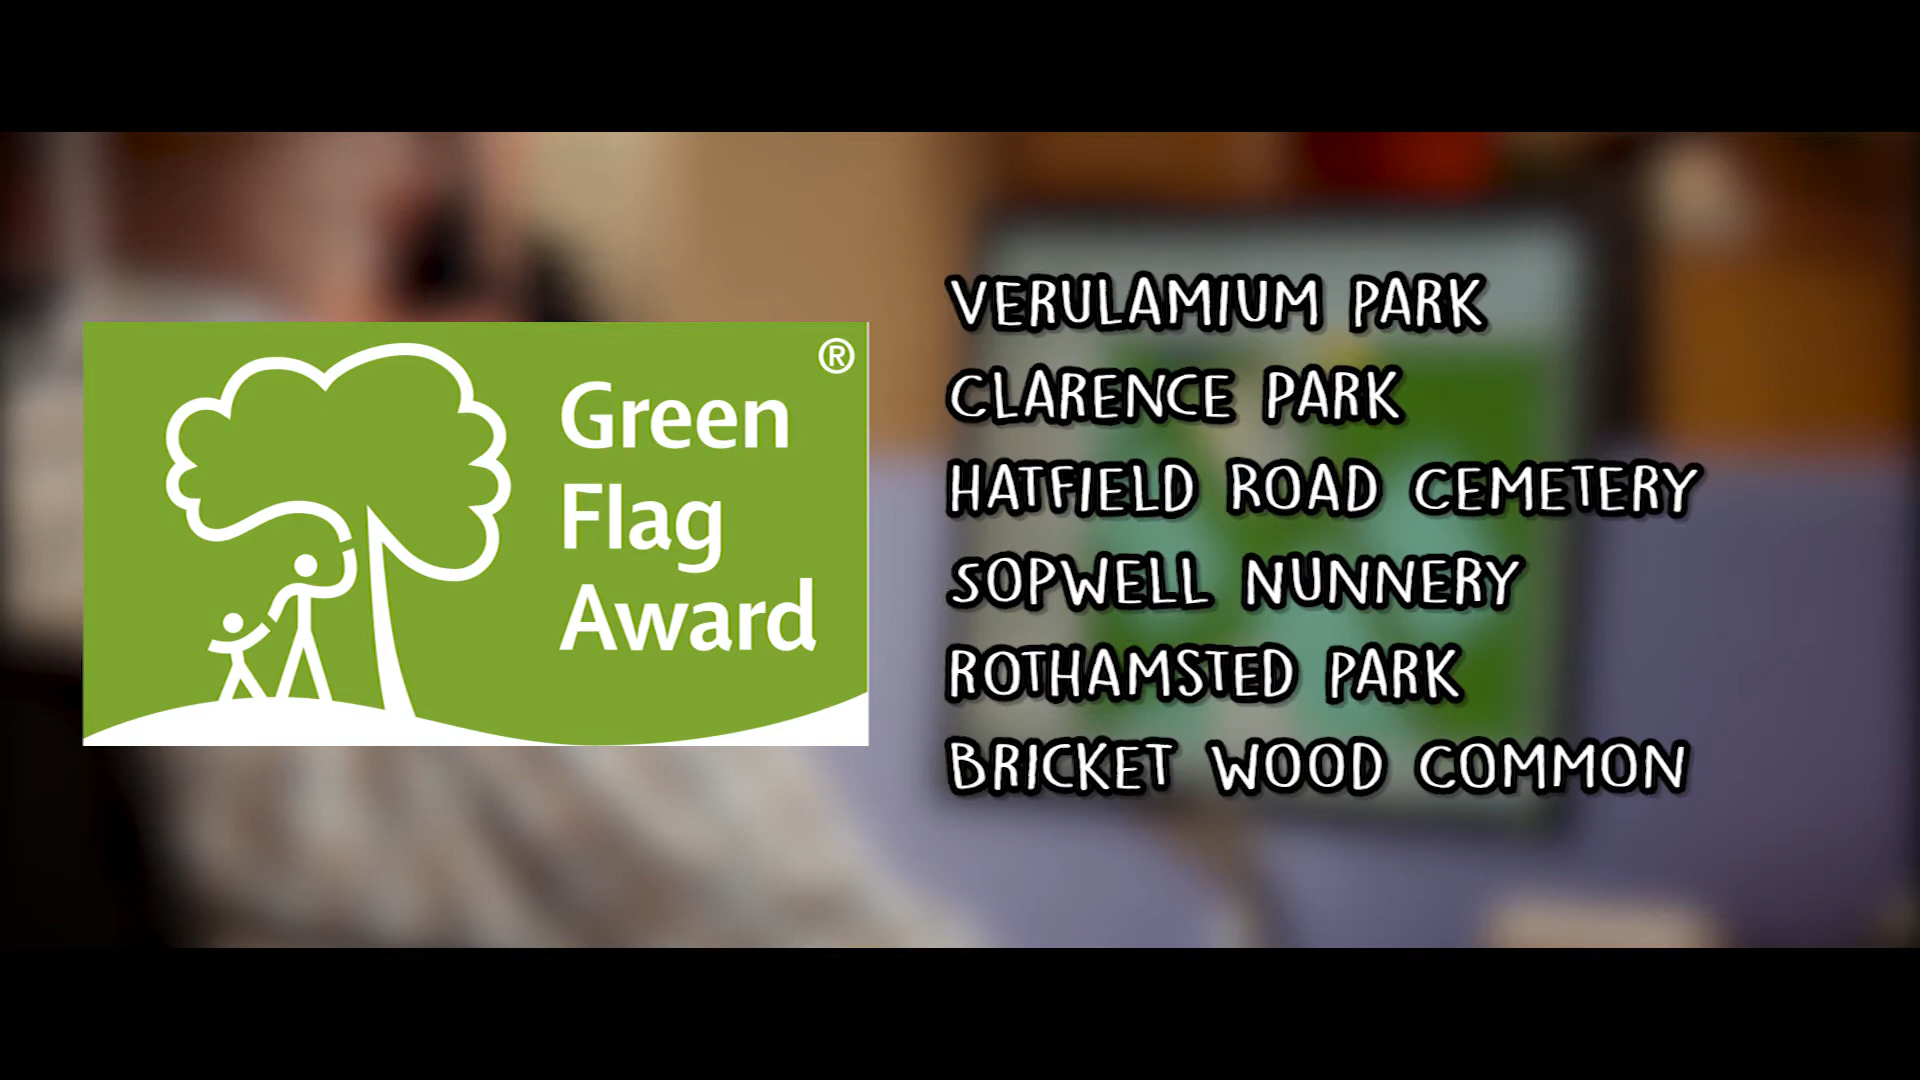 Green
Flag
Award
®
VERULAMIUM PARK
CLARENCE PARK
HATFIELD ROAD CEMETERY
SOPWELL NUNNERY
ROTHAMSTED PARK
BRICKET WOOD COMMON